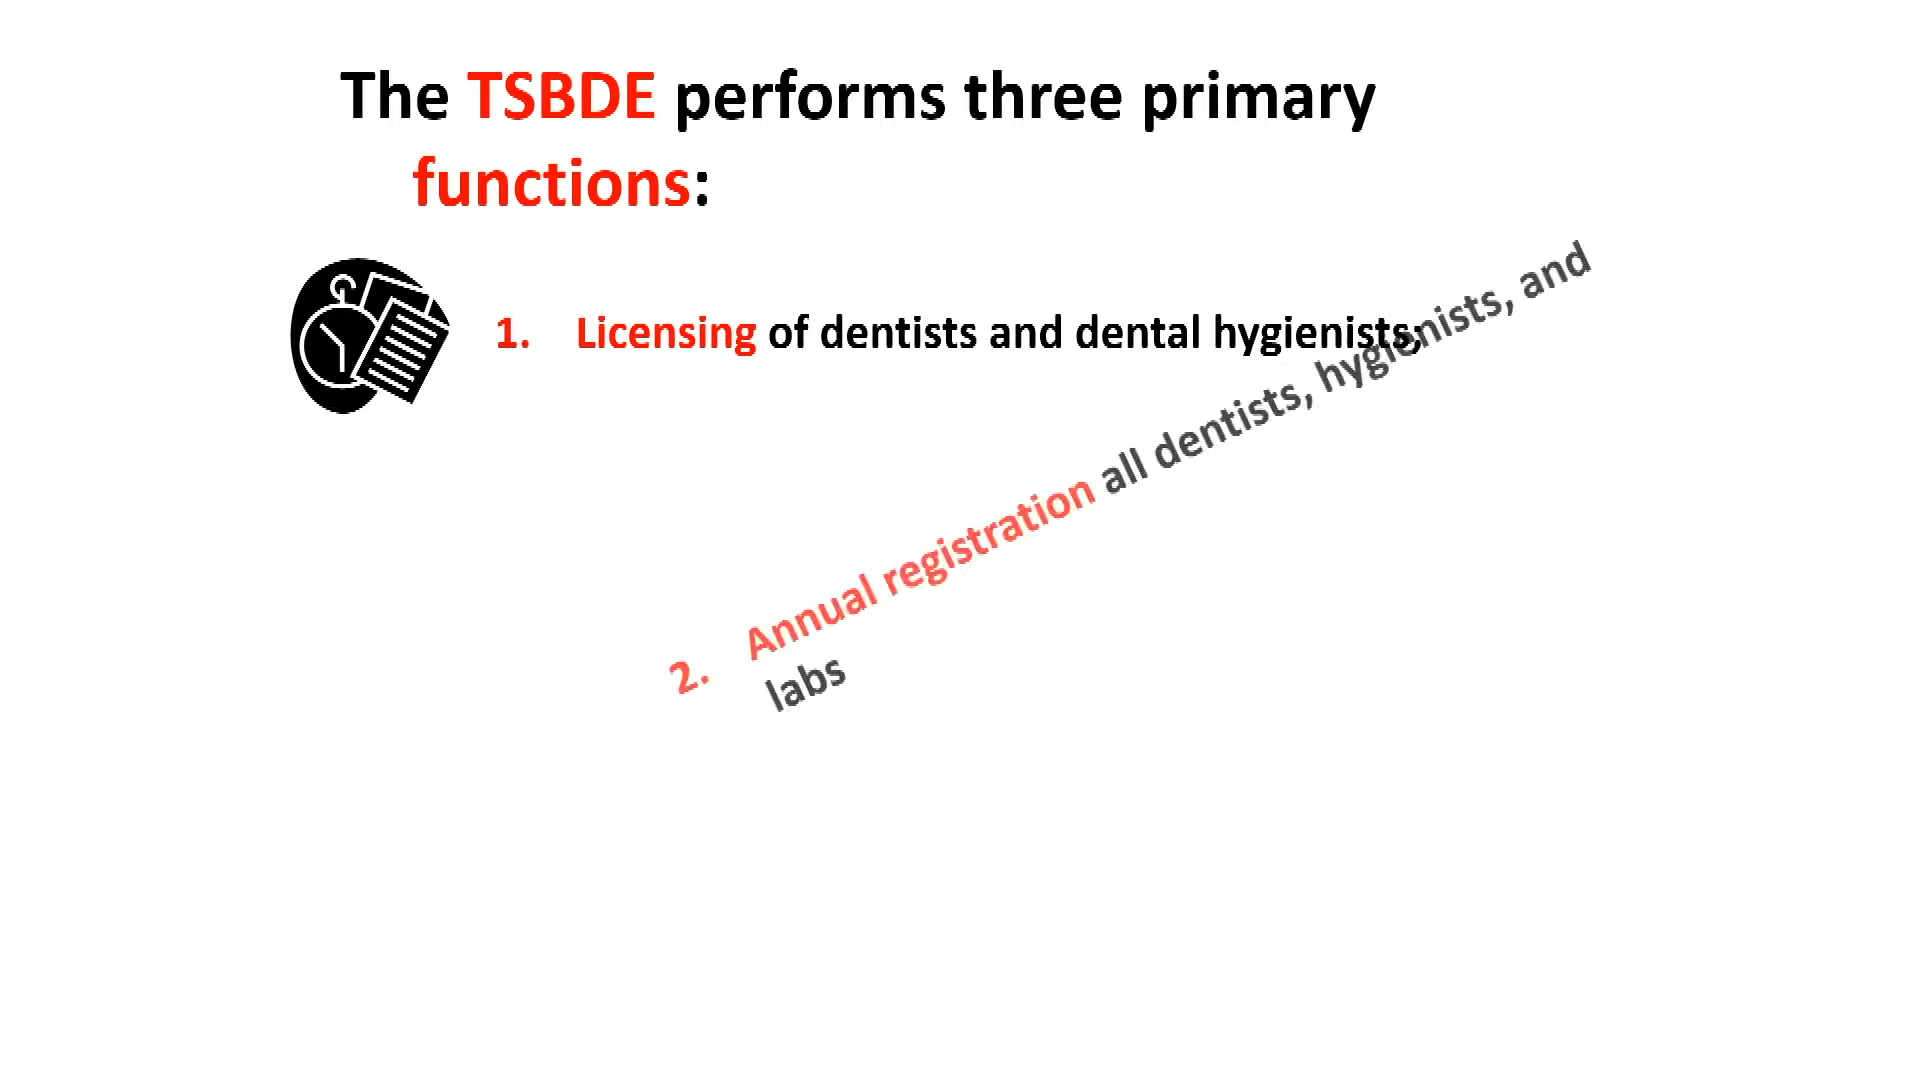 The TSBDE performs three primary
functions:
1. Licensing of dentists and dental hygienists;
2. Annual registration all dentists, hygienists, and
labs